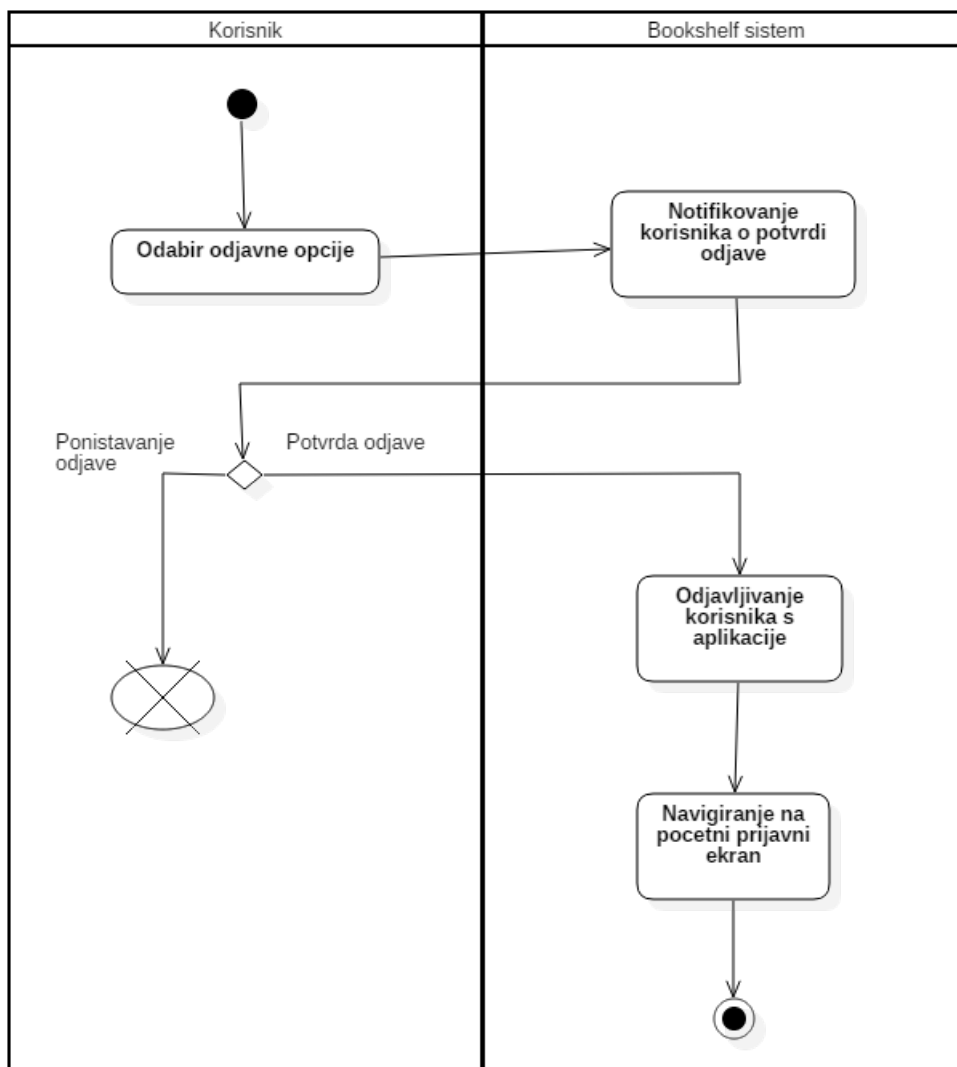 Korisnik
Bookshelf sistem
Odabir odjavne opcije
Notifikovanje
korisnika o potvrdi
odjave
Ponistavanje
odjave
Potvrda odjave
Odjavljivanje
korisnika s
aplikacije
Navigiranje na
pocetni prijavni
ekran